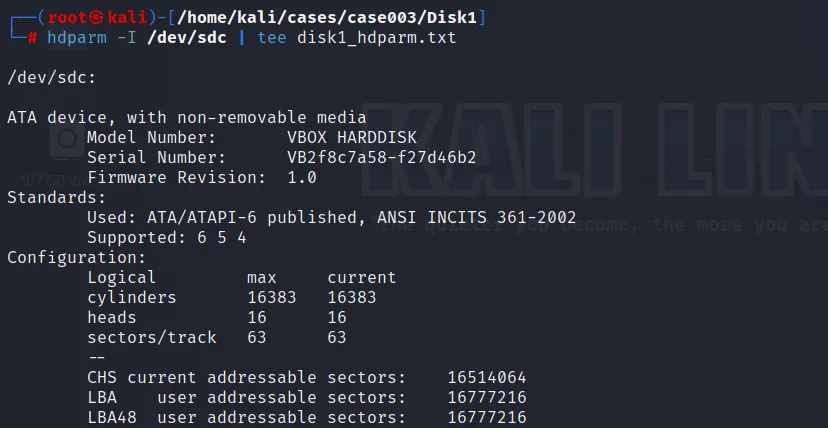 ┌──(root㉿kali)-[/home/kali/cases/case003/Disk1]
└─# hdparm -I /dev/sdc | tee disk1_hdparm.txt
/dev/sdc:
ATA device, with non-removable media
Model Number: VBOX HARDDISK
Serial Number: VB2f8c7a58-f27d46b2
Firmware Revision: 1.0
Standards:
Used: ATA/ATAPI-6 published, ANSI INCITS 361-2002
Supported: 6 5 4
Configuration:
Logical max current
cylinders 16383 16383
heads 16 16
sectors/track 63 63
--
CHS current addressable sectors: 16514064
LBA user addressable sectors: 16777216
LBA48 user addressable sectors: 16777216
KALI LIN
"the quieter you become, the more you are